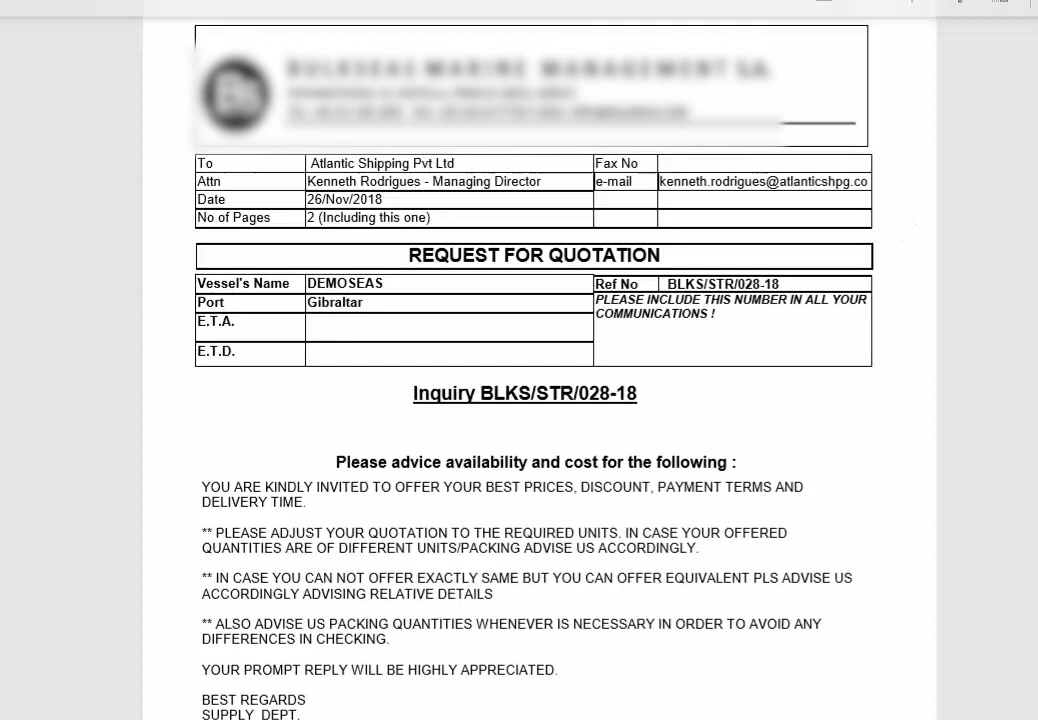 To Atlantic Shipping Pvt Ltd Fax No
Attn Kenneth Rodrigues - Managing Director e-mail kenneth.rodrigues@atlanticshpg.co
Date 26/Nov/2018
No of Pages 2 (Including this one)
REQUEST FOR QUOTATION
Vessel's Name DEMOSEAS Ref No BLKS/STR/028-18
Port Gibraltar PLEASE INCLUDE THIS NUMBER IN ALL YOUR
COMMUNICATIONS !
E.T.A.
E.T.D.
Inquiry BLKS/STR/028-18
Please advice availability and cost for the following :
YOU ARE KINDLY INVITED TO OFFER YOUR BEST PRICES, DISCOUNT, PAYMENT TERMS AND
DELIVERY TIME.
** PLEASE ADJUST YOUR QUOTATION TO THE REQUIRED UNITS. IN CASE YOUR OFFERED
QUANTITIES ARE OF DIFFERENT UNITS/PACKING ADVISE US ACCORDINGLY.
** IN CASE YOU CAN NOT OFFER EXACTLY SAME BUT YOU CAN OFFER EQUIVALENT PLS ADVISE US
ACCORDINGLY ADVISING RELATIVE DETAILS
** ALSO ADVISE US PACKING QUANTITIES WHENEVER IS NECESSARY IN ORDER TO AVOID ANY
DIFFERENCES IN CHECKING.
YOUR PROMPT REPLY WILL BE HIGHLY APPRECIATED.
BEST REGARDS
SUPPLY DEPT.